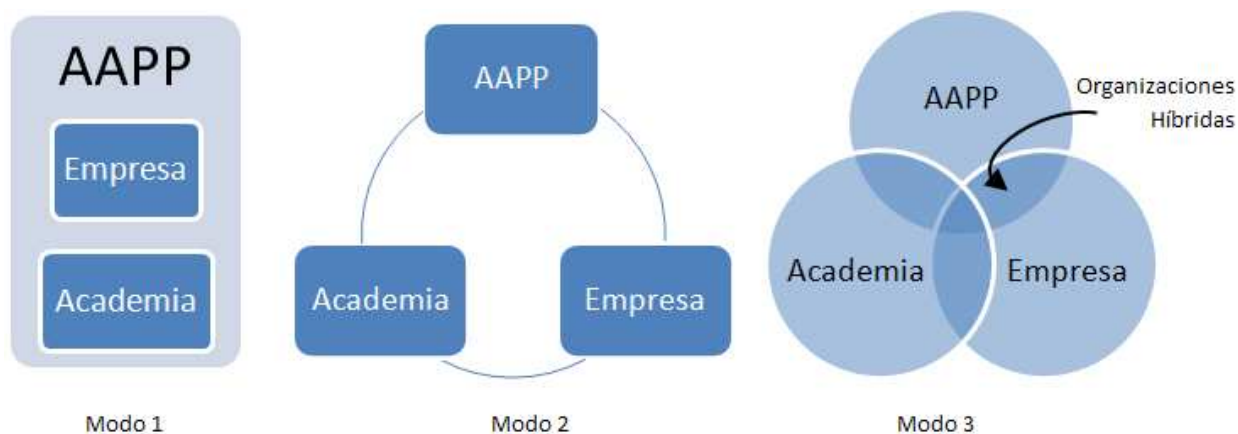 AAPP
Empresa
Academia
Modo 1
AAPP
Academia
Empresa
Modo 2
AAPP
Organizaciones
Híbridas
Academia
Empresa
Modo 3